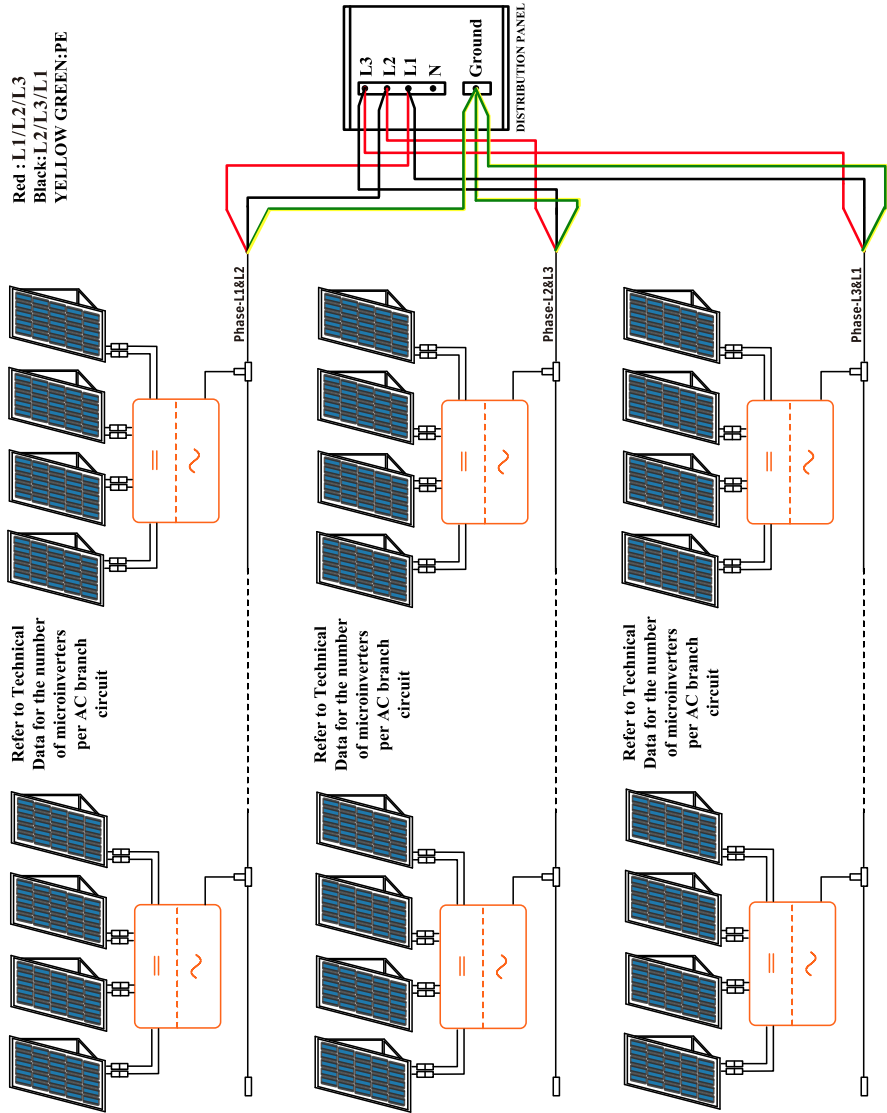 Red : L1/L2/L3
Black:L2/L3/L1
YELLOW GREEN:PE
L3
L2
L1
N
Ground
DISTRIBUTION PANEL
Phase-L1&L2
Phase-L2&L3
Phase-L3&L1
Refer to Technical
Data for the number
of microinverters
per AC branch
circuit
Refer to Technical
Data for the number
of microinverters
per AC branch
circuit
Refer to Technical
Data for the number
of microinverters
per AC branch
circuit